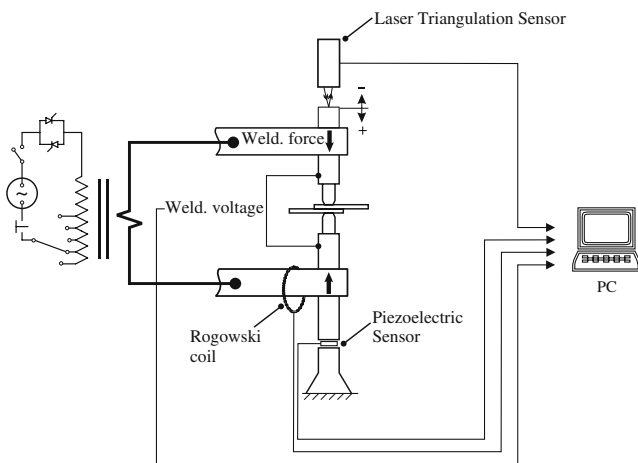 Laser Triangulation Sensor
-
+
Weld. force
Weld. voltage
~
PC
Rogowski
coil
Piezoelectric
Sensor